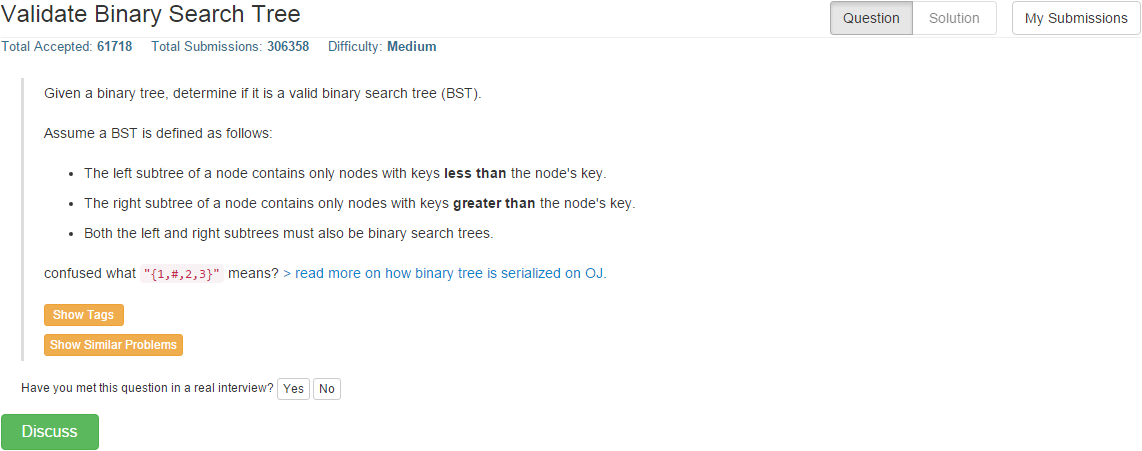 Validate Binary Search Tree
Question Solution My Submissions
Total Accepted: 61718 Total Submissions: 306358 Difficulty: Medium
Given a binary tree, determine if it is a valid binary search tree (BST).
Assume a BST is defined as follows:
• The left subtree of a node contains only nodes with keys less than the node's key.
• The right subtree of a node contains only nodes with keys greater than the node's key.
• Both the left and right subtrees must also be binary search trees.
confused what "{1,#,2,3}" means? > read more on how binary tree is serialized on OJ.
Show Tags
Show Similar Problems
Have you met this question in a real interview? Yes No
Discuss